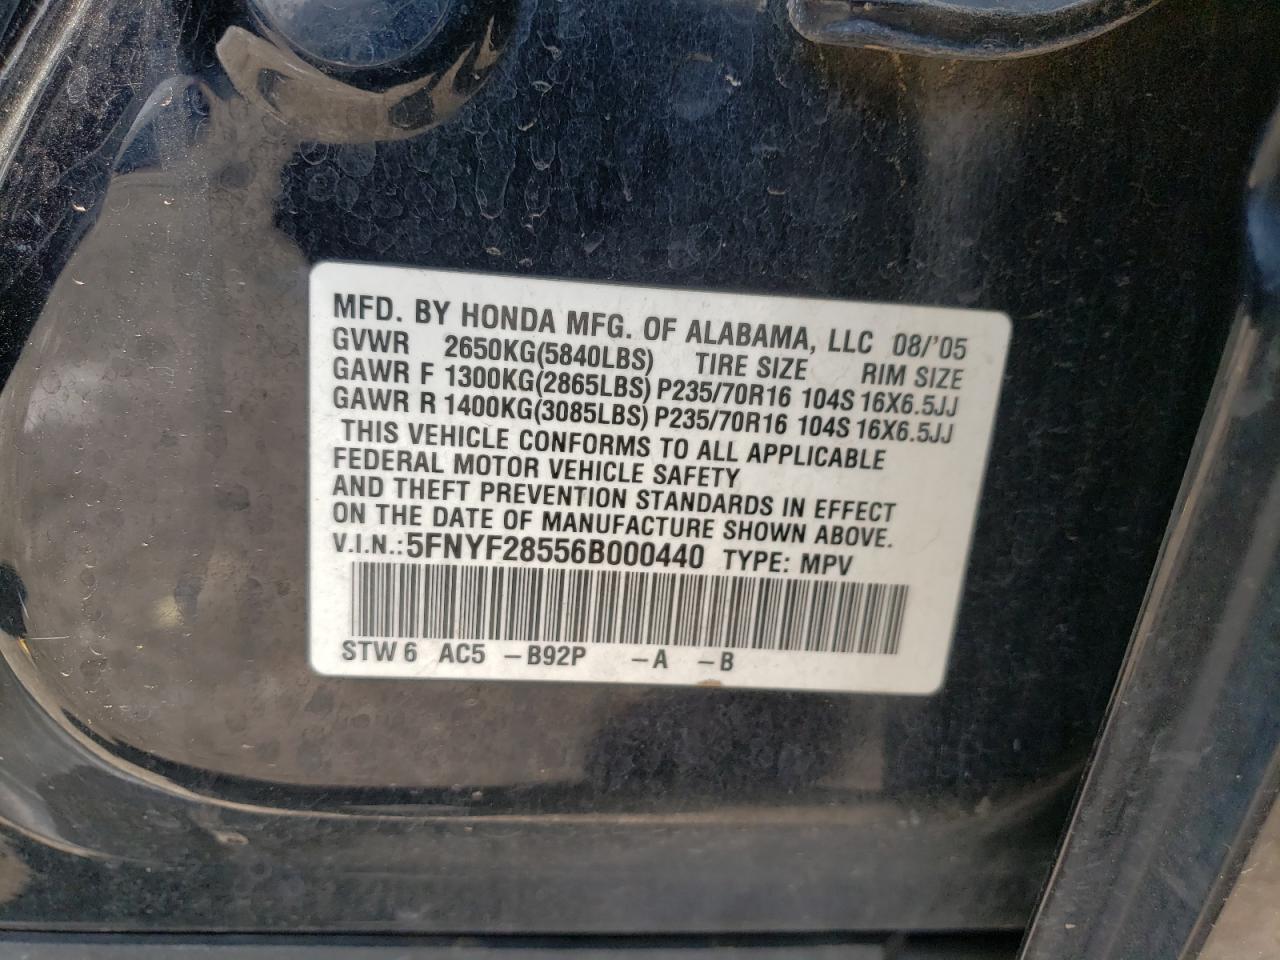 MFD. BY HONDA MFG. OF ALABAMA, LLC 08/'05
GVWR 2650KG(5840LBS) TIRE SIZE RIM SIZE
GAWR F 1300KG(2865LBS) P235/70R16 104S 16X6.5JJ
GAWR R 1400KG(3085LBS) P235/70R16 104S 16X6.5JJ
THIS VEHICLE CONFORMS TO ALL APPLICABLE
FEDERAL MOTOR VEHICLE SAFETY
AND THEFT PREVENTION STANDARDS IN EFFECT
ON THE DATE OF MANUFACTURE SHOWN ABOVE.
V.I.N.:5FNYF28556B000440 TYPE: MPV
STW6 AC5 -B92P -A -B